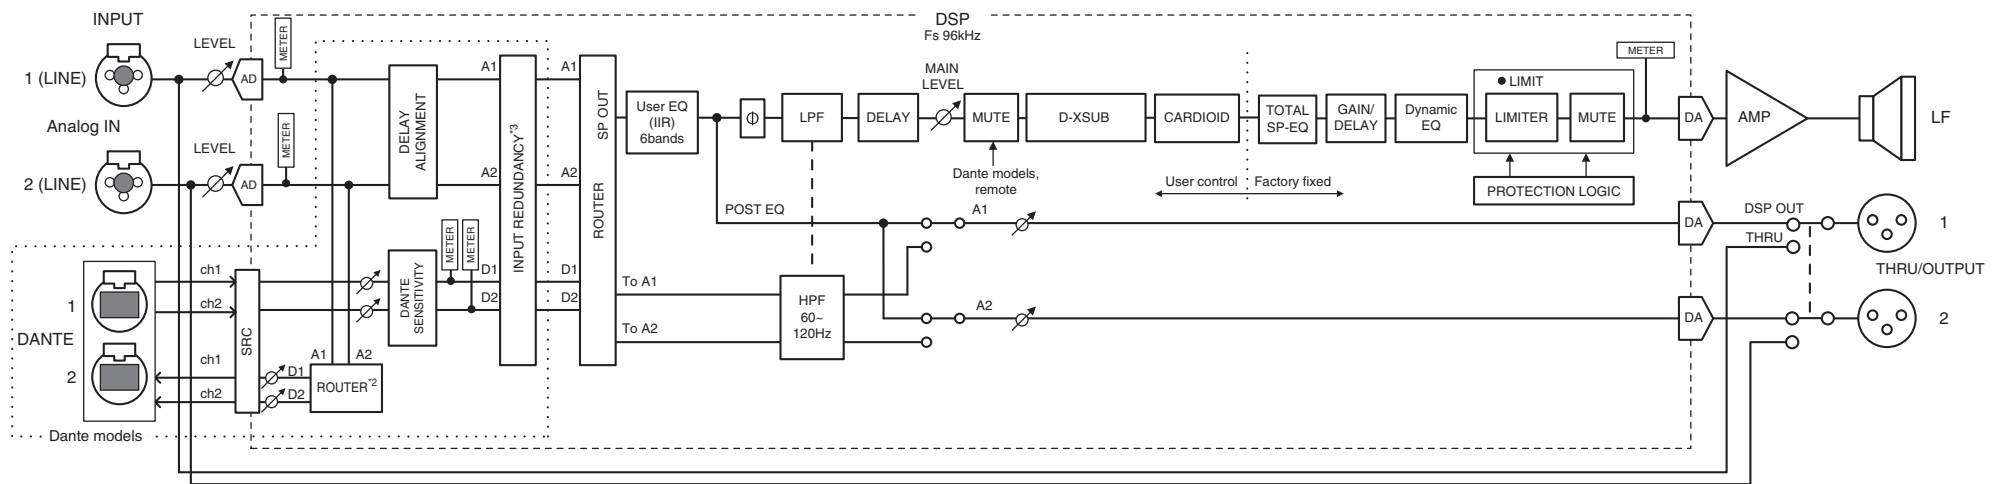 INPUT
DSP
Fs 96kHz
LEVEL
METER
METER
1 (LINE)
AD
A1
A1
MAIN
LEVEL
LIMIT
DA
AMP
LF
Analog IN
METER
DELAY
ALIGNMENT
INPUT REDUNDANCY*3
SP OUT
ROUTER
User EQ
(IIR)
6bands
Φ
LPF
DELAY
MUTE
D-XSUB
CARDIOID
TOTAL
SP-EQ
GAIN/
DELAY
Dynamic
EQ
LIMITER
MUTE
LEVEL
2 (LINE)
AD
A2
A2
Dante models,
remote
User control
Factory fixed
PROTECTION LOGIC
POST EQ
A1
DA
DSP OUT
1
THRU
METER
METER
DANTE
SENSITIVITY
ch1
D1
D1
To A1
HPF
60~
120Hz
THRU/OUTPUT
1
ch2
D2
D2
A2
DA
2
DANTE
SRC
To A2
ch1
A1
A2
2
D1
ROUTER*2
ch2
D2
Dante models